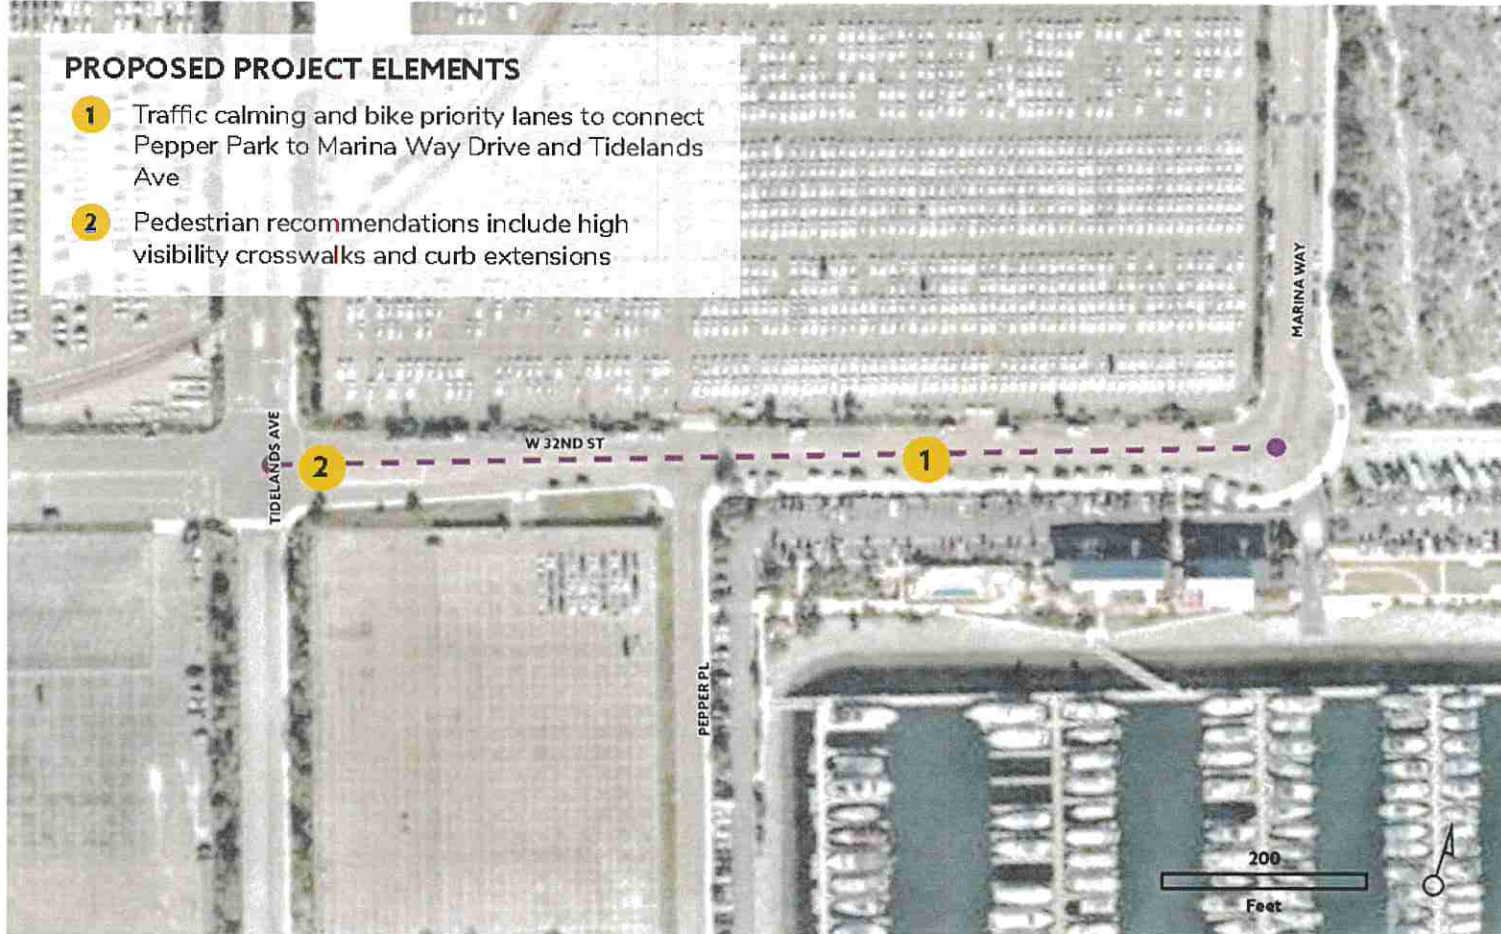 PROPOSED PROJECT ELEMENTS
1 Traffic calming and bike priority lanes to connect
Pepper Park to Marina Way Drive and Tidelands
Ave
2 Pedestrian recommendations include high
visibility crosswalks and curb extensions
MARINA WAY
TIDELANDS AVE
W 32ND ST
2
1
PEPPER PL
200
Feet